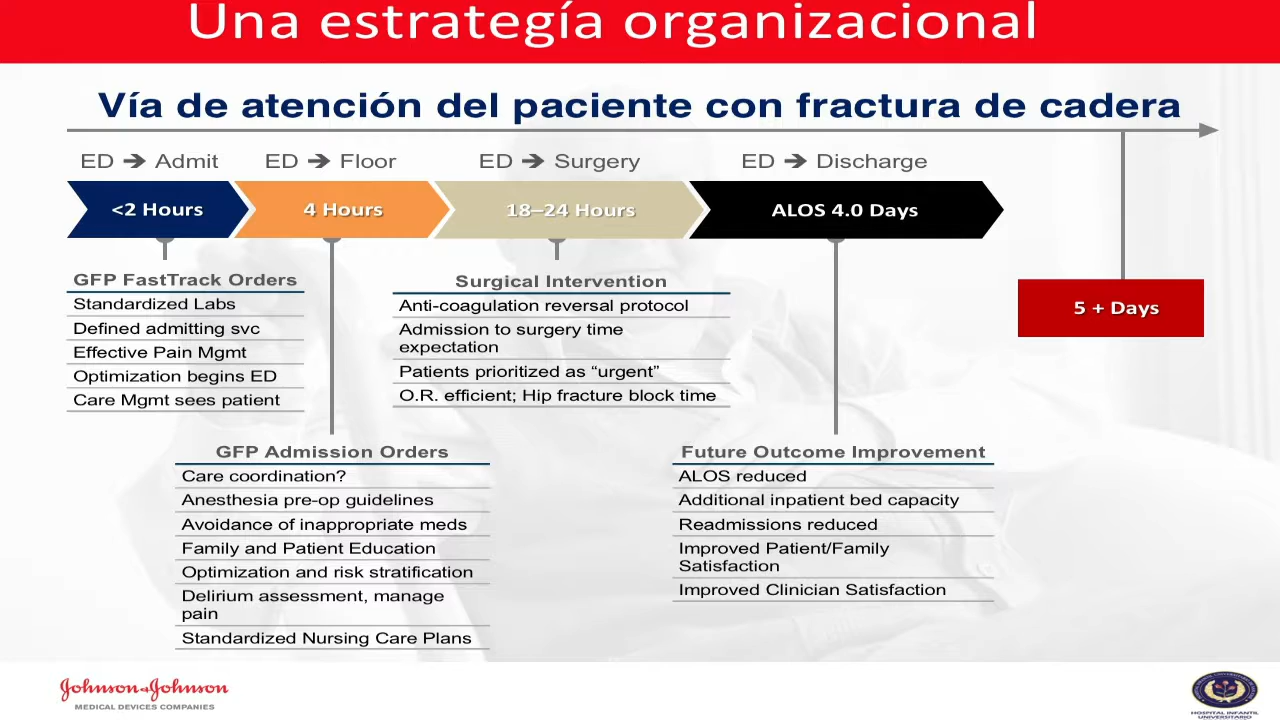 Una estrategía organizacional
Vía de atención del paciente con fractura de cadera
ED ➔ Admit
ED ➔ Floor
ED ➔ Surgery
ED ➔ Discharge
<2 Hours
4 Hours
18–24 Hours
ALOS 4.0 Days
5 + Days
GFP FastTrack Orders
Standardized Labs
Defined admitting svc
Effective Pain Mgmt
Optimization begins ED
Care Mgmt sees patient
Surgical Intervention
Anti-coagulation reversal protocol
Admission to surgery time
expectation
Patients prioritized as “urgent”
O.R. efficient; Hip fracture block time
GFP Admission Orders
Care coordination?
Anesthesia pre-op guidelines
Avoidance of inappropriate meds
Family and Patient Education
Optimization and risk stratification
Delirium assessment, manage
pain
Standardized Nursing Care Plans
Future Outcome Improvement
ALOS reduced
Additional inpatient bed capacity
Readmissions reduced
Improved Patient/Family
Satisfaction
Improved Clinician Satisfaction
Johnson & Johnson
MEDICAL DEVICES COMPANIES
HOSPITAL INFANTIL
UNIVERSITARIO